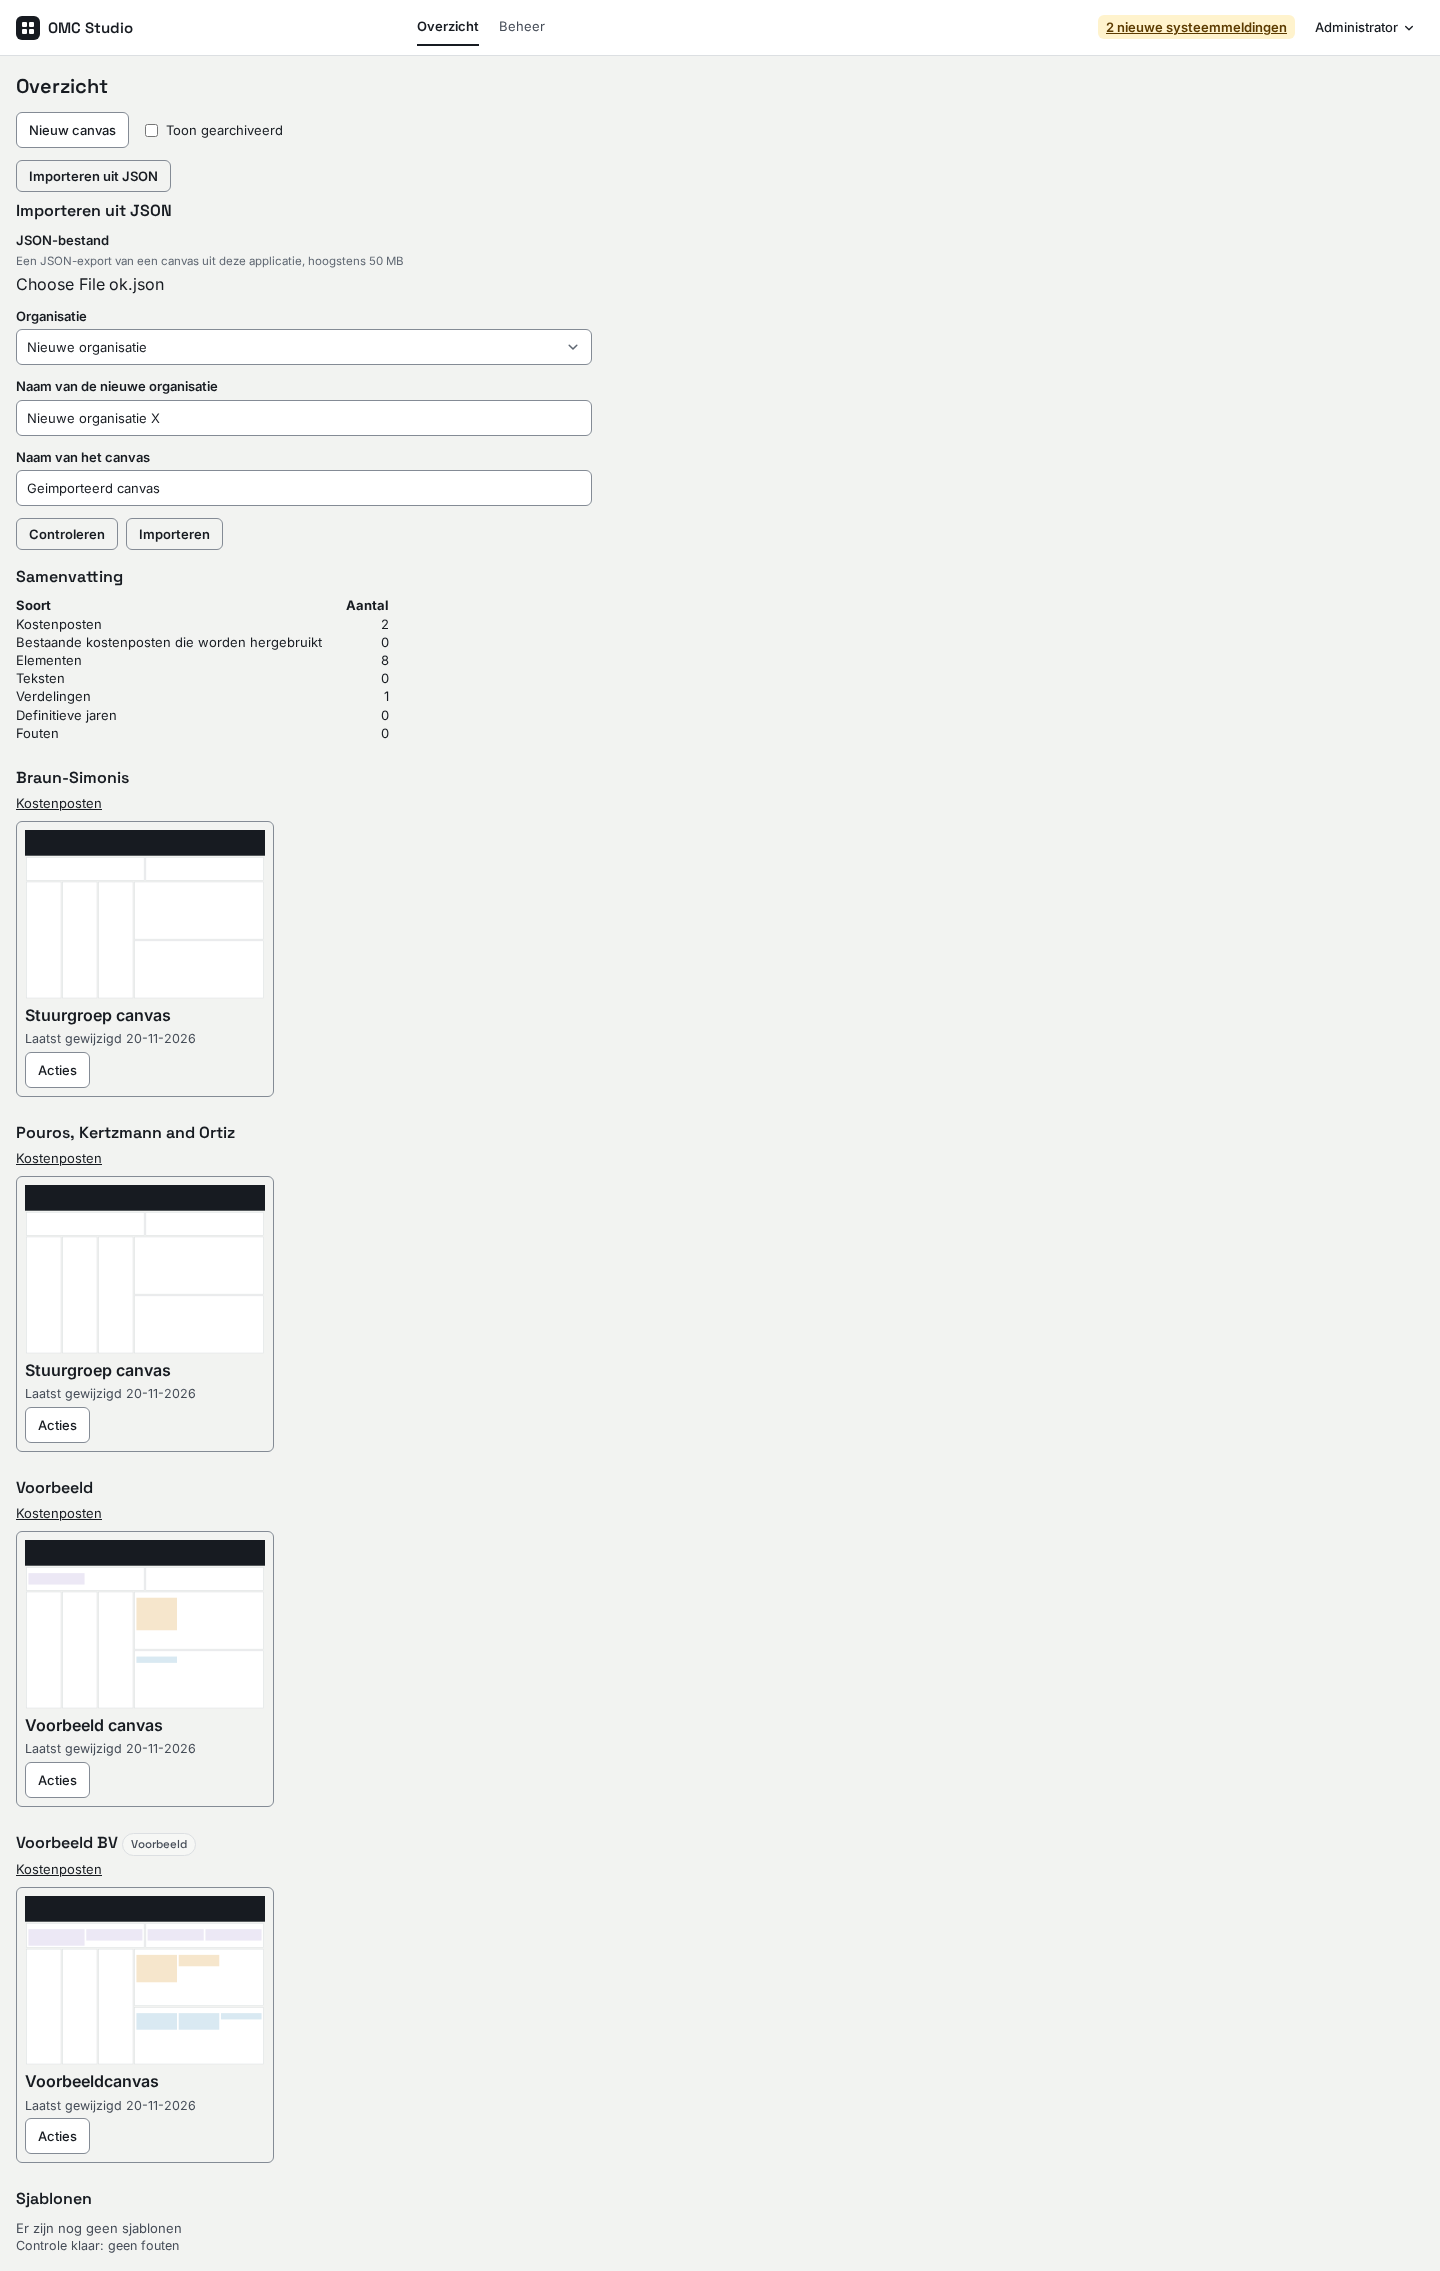 OMC Studio
Overzicht
Beheer
2 nieuwe systeemmeldingen
Administrator
Overzicht
Nieuw canvas
Toon gearchiveerd
Importeren uit JSON
Importeren uit JSON
JSON-bestand
Een JSON-export van een canvas uit deze applicatie, hoogstens 50 MB
Choose File ok.json
Organisatie
Nieuwe organisatie
Naam van de nieuwe organisatie
Nieuwe organisatie X
Naam van het canvas
Geimporteerd canvas
Controleren
Importeren
Samenvatting
Soort Aantal
Kostenposten 2
Bestaande kostenposten die worden hergebruikt 0
Elementen 8
Teksten 0
Verdelingen 1
Definitieve jaren 0
Fouten 0
Braun-Simonis
Kostenposten
Stuurgroep canvas
Laatst gewijzigd 20-11-2026
Acties
Pouros, Kertzmann and Ortiz
Kostenposten
Stuurgroep canvas
Laatst gewijzigd 20-11-2026
Acties
Voorbeeld
Kostenposten
Voorbeeld canvas
Laatst gewijzigd 20-11-2026
Acties
Voorbeeld BV Voorbeeld
Kostenposten
Voorbeeldcanvas
Laatst gewijzigd 20-11-2026
Acties
Sjablonen
Er zijn nog geen sjablonen
Controle klaar: geen fouten